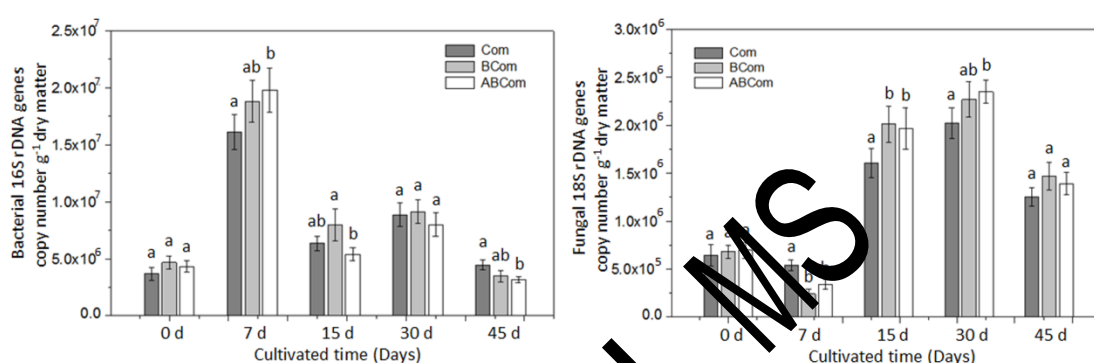 Bacterial 16S rDNA genes
copy number g⁻¹ dry matter
2.5x10⁷
2.0x10⁷
1.5x10⁷
1.0x10⁷
5.0x10⁶
0.0
Com
BCom
ABCom
a a a
a ab b
ab a b
a a a
a ab b
0 d 7 d 15 d 30 d 45 d
Cultivated time (Days)
Fungal 18S rDNA genes
copy number g⁻¹ dry matter
3.0x10⁶
2.5x10⁶
2.0x10⁶
1.5x10⁶
1.0x10⁶
5.0x10⁵
0.0
Com
BCom
ABCom
a a a
b
a b b
a ab b
a a a
0 d 7 d 15 d 30 d 45 d
Cultivated time (Days)
MS